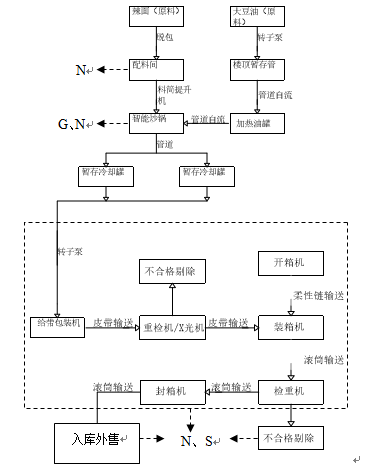 辣面（原料）
大豆油（原
料）
脱包
转子泵
N
配料间
楼顶暂存管
料筒提升
机
管道自流
G、N
智能炒锅
管道自流
加热油罐
管道
暂存冷却罐
暂存冷却罐
转子泵
不合格剔除
开箱机
柔性链输送
给带包装机
皮带输送
重检机/X光机
皮带输送
装箱机
滚筒输送
滚筒输送
封箱机
滚筒输送
检重机
入库外售
N、S
不合格剔除